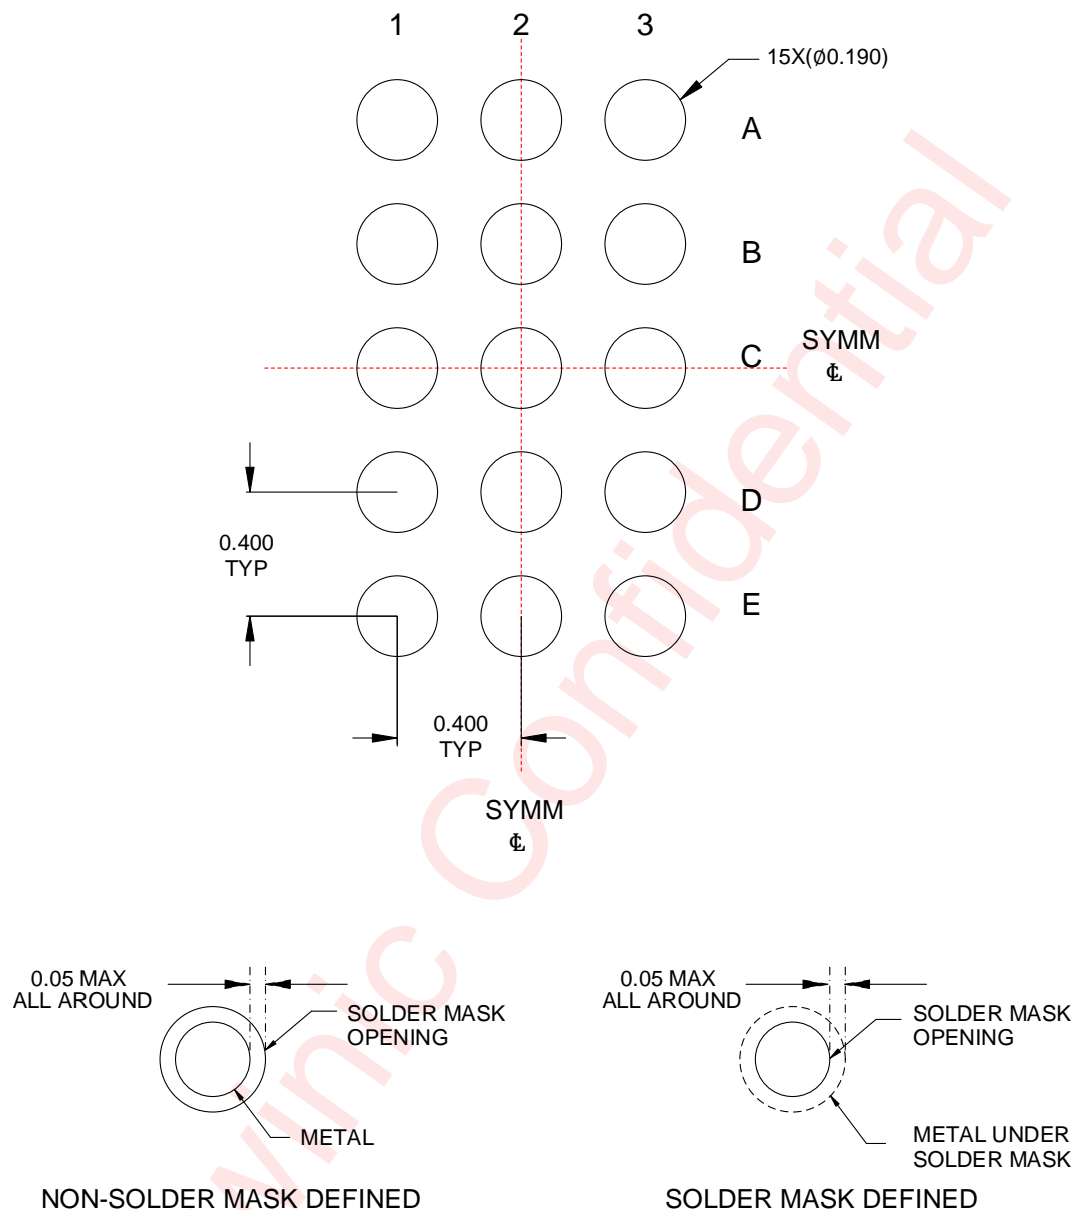 1 2 3
15X(Ø0.190)
A
B
C
SYMM
℄
D
0.400
TYP
E
0.400
TYP
SYMM
℄
0.05 MAX
ALL AROUND
SOLDER MASK
OPENING
METAL
NON-SOLDER MASK DEFINED
0.05 MAX
ALL AROUND
SOLDER MASK
OPENING
METAL UNDER
SOLDER MASK
SOLDER MASK DEFINED
Confidential